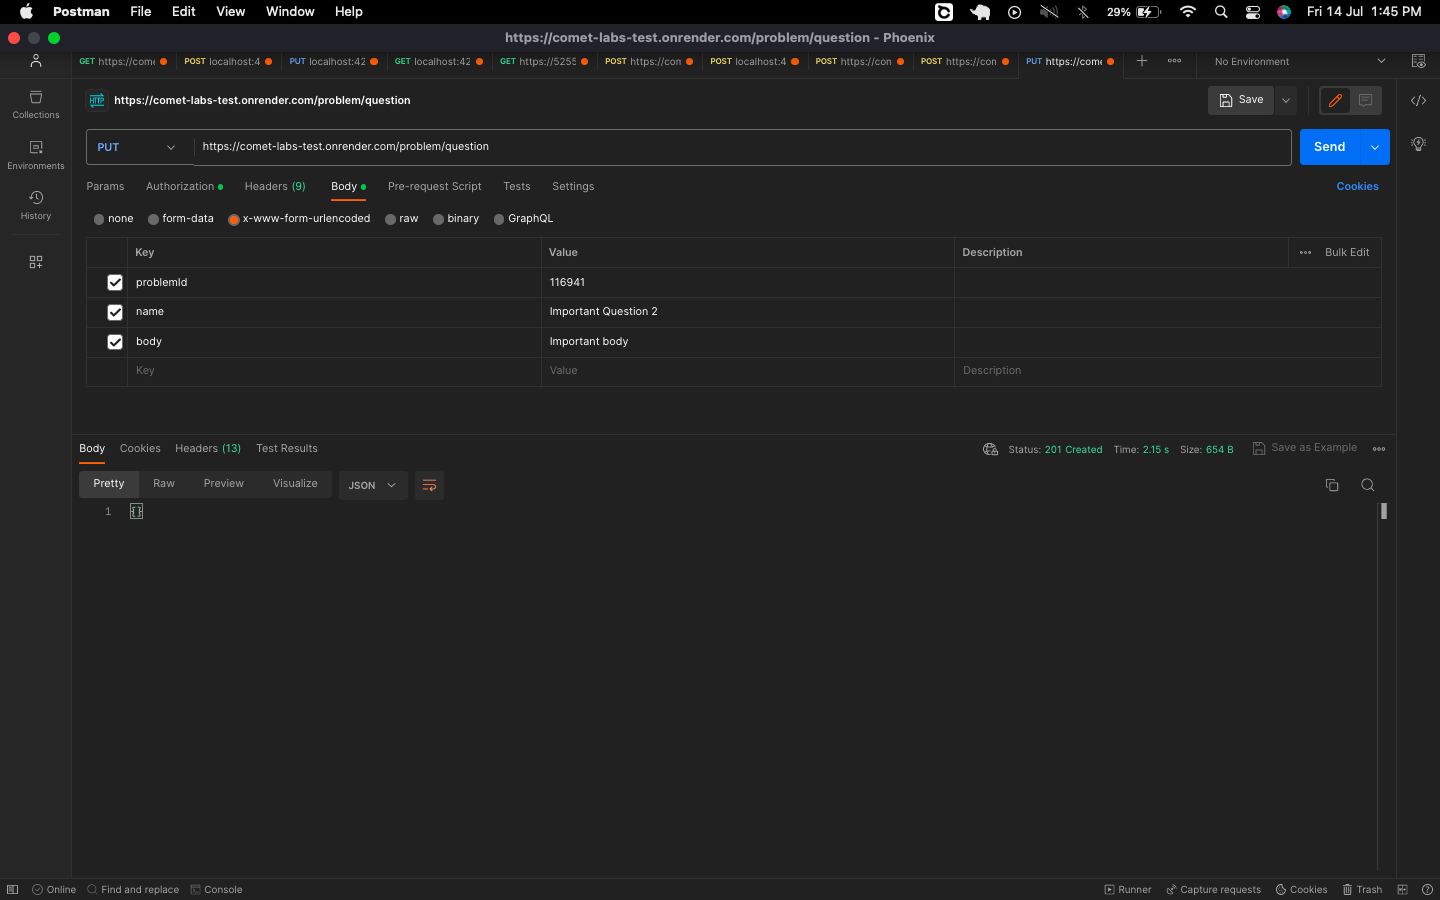 Postman File Edit View Window Help 29% Fri 14 Jul 1:45 PM
https://comet-labs-test.onrender.com/problem/question - Phoenix
GET https://come POST localhost:4 PUT localhost:42 GET localhost:42 GET https://5255 POST https://con POST localhost:4 POST https://con POST https://con PUT https://come No Environment
HTTP https://comet-labs-test.onrender.com/problem/question Save
Collections
PUT https://comet-labs-test.onrender.com/problem/question Send
Environments
Params Authorization Headers (9) Body Pre-request Script Tests Settings Cookies
History
none form-data x-www-form-urlencoded raw binary GraphQL
Key Value Description Bulk Edit
problemId 116941
name Important Question 2
body Important body
Key Value Description
Body Cookies Headers (13) Test Results Status: 201 Created Time: 2.15 s Size: 654 B Save as Example
Pretty Raw Preview Visualize JSON
1 {}
Online Find and replace Console Runner Capture requests Cookies Trash